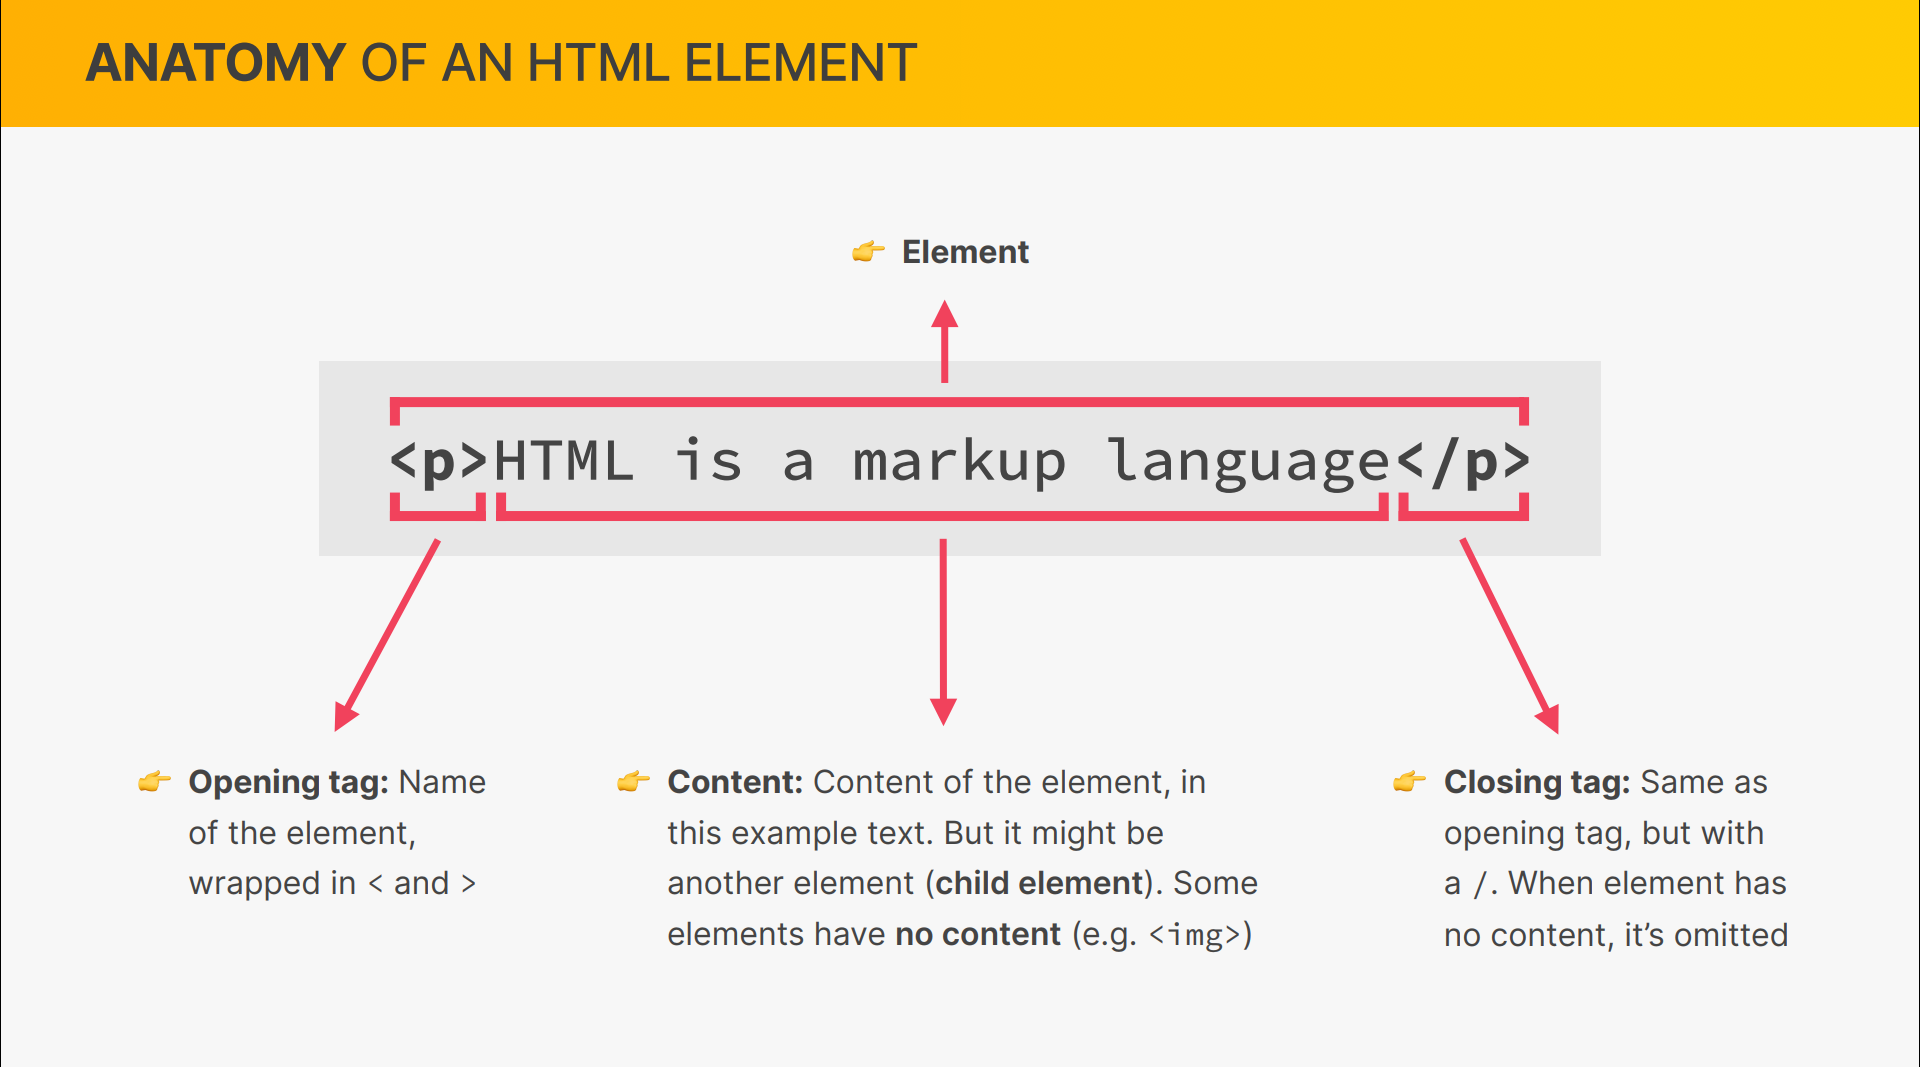 ANATOMY OF AN HTML ELEMENT
👉 Element
<p>HTML is a markup language</p>
👉 Opening tag: Name
of the element,
wrapped in < and >
👉 Content: Content of the element, in
this example text. But it might be
another element (child element). Some
elements have no content (e.g. <img>)
👉 Closing tag: Same as
opening tag, but with
a /. When element has
no content, it’s omitted